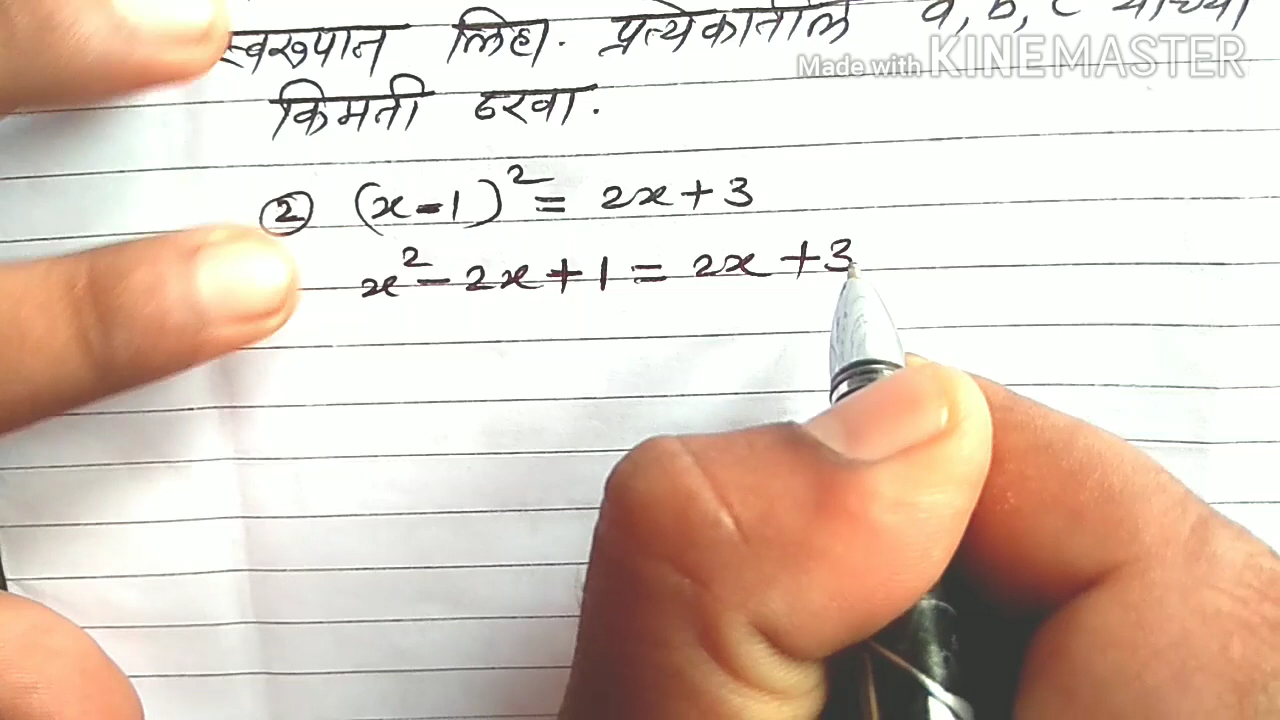 स्वरुपात लिहा. प्रत्येकातील a, b, c यांच्या
Made with KINEMASTER
किमती ठरवा.
② (x-1)² = 2x+3
x² - 2x + 1 = 2x + 3